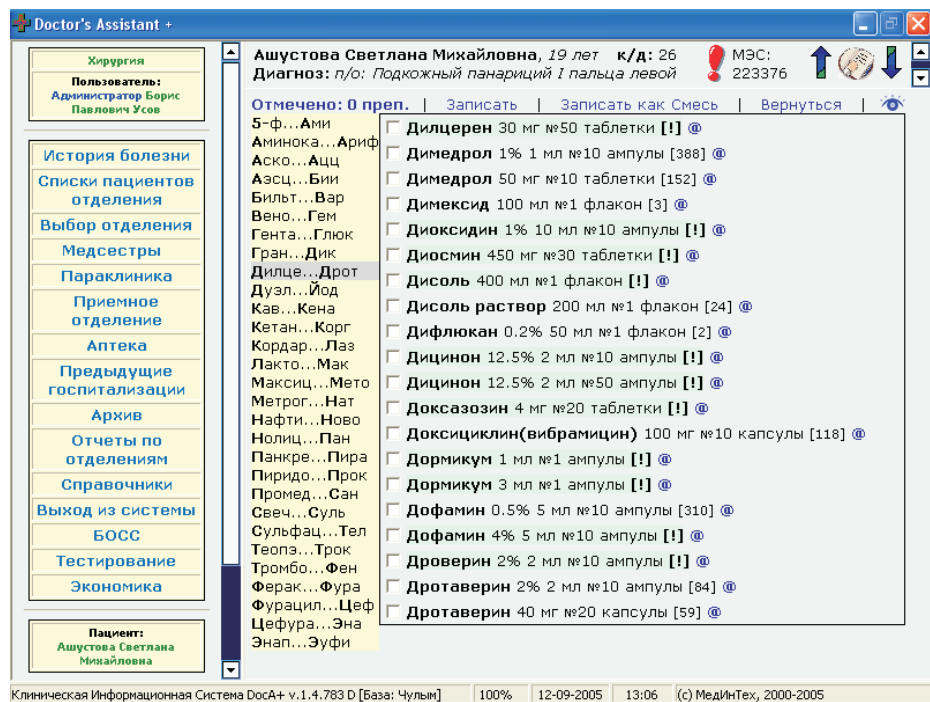 Doctor's Assistant +
Хирургия
Пользователь:
Администратор Борис
Павлович Усов
История болезни
Списки пациентов
отделения
Выбор отделения
Медсестры
Параклиника
Приемное
отделение
Аптека
Предыдущие
госпитализации
Архив
Отчеты по
отделениям
Справочники
Выход из системы
БОСС
Тестирование
Экономика
Пациент:
Ашустова Светлана
Михайловна
Ашустова Светлана Михайловна, 19 лет к/д: 26
Диагноз: п/о: Подкожный панариций I пальца левой
МЭС:
223376
Отмечено: 0 преп. | Записать | Записать как Смесь | Вернуться |
5-ф...Ами
Аминока...Ариф
Аско...Ацц
Аэсц...Бии
Бильт...Вар
Вено...Гем
Гента...Глюк
Гран...Дик
Дилце...Дрот
Дуэл...Йод
Кав...Кена
Кетан...Корг
Кордар...Лаз
Лакто...Мак
Максиц...Мето
Метрог...Нат
Нафти...Ново
Нолиц...Пан
Панкре...Пира
Пиридо...Прок
Промед...Сан
Свеч...Суль
Сульфац...Тел
Теопэ...Трок
Тромбо...Фен
Ферак...Фура
Фурацил...Цеф
Цефура...Эна
Энап...Эуфи
Дилцерен 30 мг №50 таблетки [!] @
Димедрол 1% 1 мл №10 ампулы [388] @
Димедрол 50 мг №10 таблетки [152] @
Димексид 100 мл №1 флакон [3] @
Диоксидин 1% 10 мл №10 ампулы [!] @
Диосмин 450 мг №30 таблетки [!] @
Дисоль 400 мл №1 флакон [!] @
Дисоль раствор 200 мл №1 флакон [24] @
Дифлюкан 0.2% 50 мл №1 флакон [2] @
Дицинон 12.5% 2 мл №10 ампулы [!] @
Дицинон 12.5% 2 мл №50 ампулы [!] @
Доксазозин 4 мг №20 таблетки [!] @
Доксициклин(вибрамицин) 100 мг №10 капсулы [118] @
Дормикум 1 мл №1 ампулы [!] @
Дормикум 3 мл №1 ампулы [!] @
Дофамин 0.5% 5 мл №10 ампулы [310] @
Дофамин 4% 5 мл №10 ампулы [!] @
Дроверин 2% 2 мл №10 ампулы [!] @
Дротаверин 2% 2 мл №10 ампулы [84] @
Дротаверин 40 мг №20 капсулы [59] @
Клиническая Информационная Система DocA+ v.1.4.783 D [База: Чулым] 100% 12-09-2005 13:06 (c) МедИнТех, 2000-2005